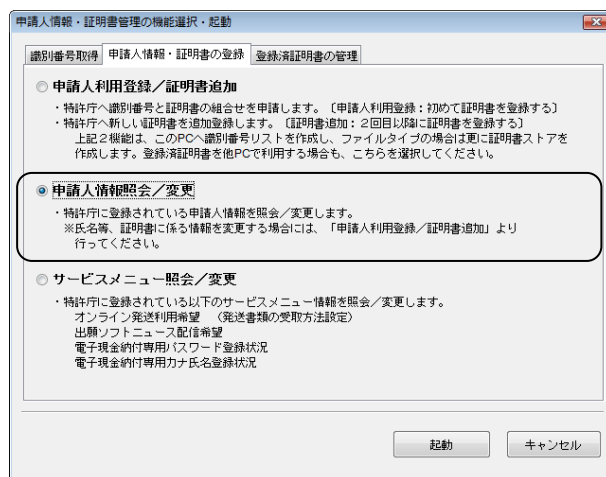 申請人情報・証明書管理の機能選択・起動
識別番号取得 申請人情報・証明書の登録 登録済証明書の管理
申請人利用登録／証明書追加
・特許庁へ識別番号と証明書の組合せを申請します。〔申請人利用登録：初めて証明書を登録する〕
・特許庁へ新しい証明書を追加登録します。〔証明書追加：２回目以降に証明書を登録する〕
上記２機能は、このPCへ識別番号リストを作成し、ファイルタイプの場合は更に証明書ストアを
作成します。登録済証明書を他PCで利用する場合も、こちらを選択してください。
申請人情報照会／変更
・特許庁に登録されている申請人情報を照会／変更します。
※氏名等、証明書に係る情報を変更する場合には、「申請人利用登録／証明書追加」より
行ってください。
サービスメニュー照会／変更
・特許庁に登録されている以下のサービスメニュー情報を照会／変更します。
オンライン発送利用希望 （発送書類の受取方法設定）
出願ソフトニュース配信希望
電子現金納付専用パスワード登録状況
電子現金納付専用カナ氏名登録状況
起動 キャンセル